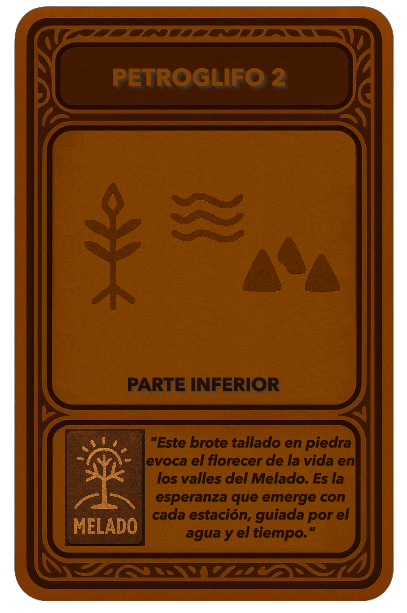 PETROGLIFO 2
PARTE INFERIOR
"Este brote tallado en piedra
evoca el florecer de la vida en
los valles del Melado. Es la
esperanza que emerge con
cada estación, guiada por el
agua y el tiempo."
MELADO